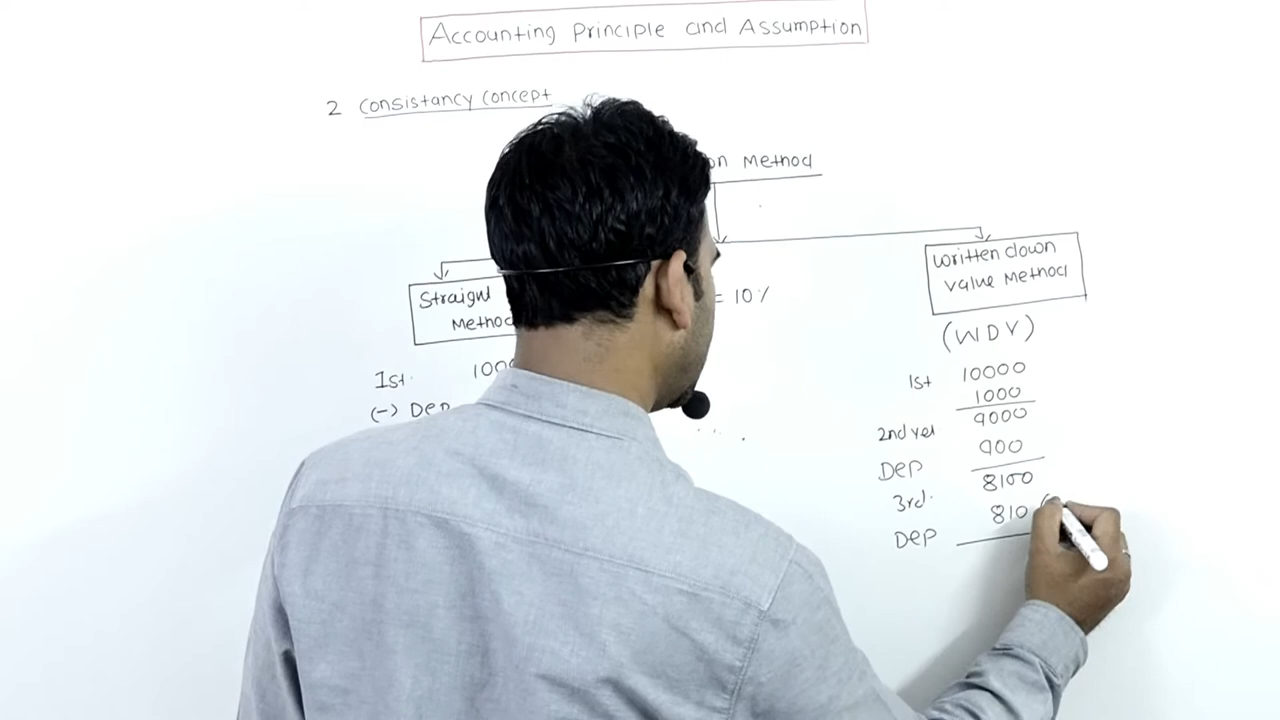 Accounting Principle and Assumption
2 Consistancy Concept
on Method
Straight
Method
= 10%
Written down
Value Method
(WDV)
1st 10000
1000
9000
2nd
900
Dep
8100
3rd.
810
Dep
1st. 1000
(-) Dep